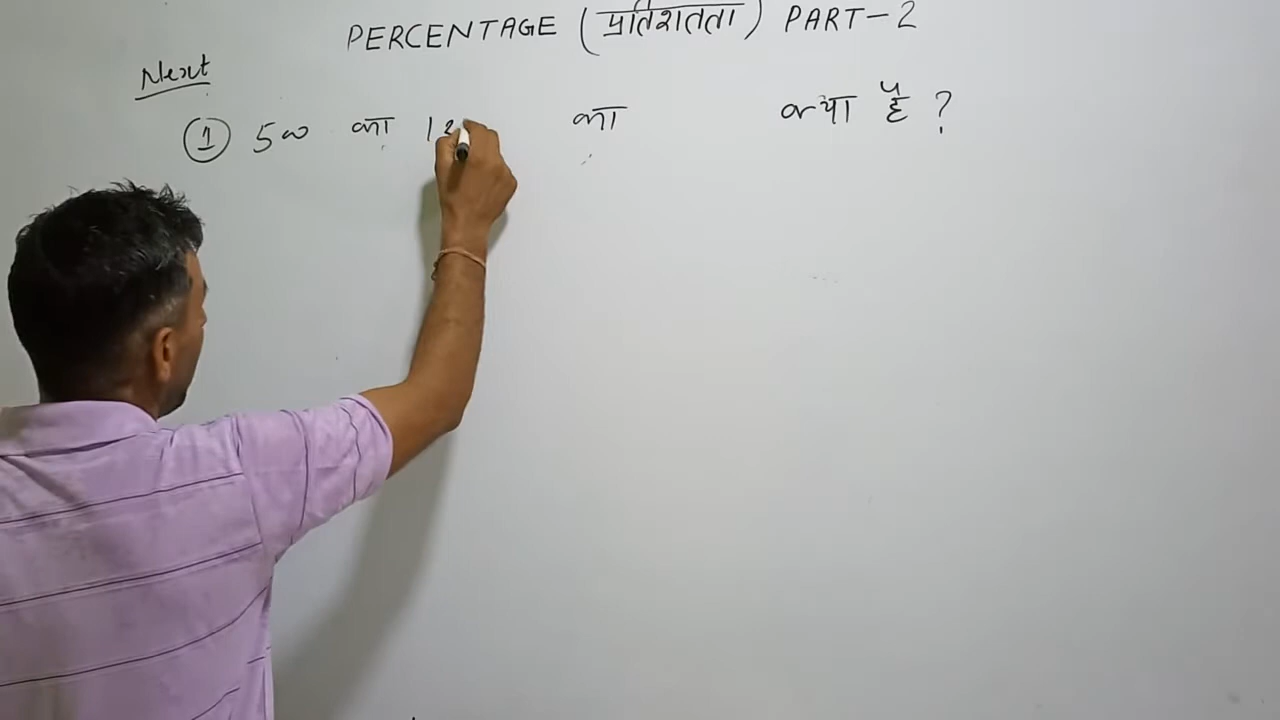 PERCENTAGE (प्रतिशतता) PART-2
Next
① 500 का 12 का क्या है ?